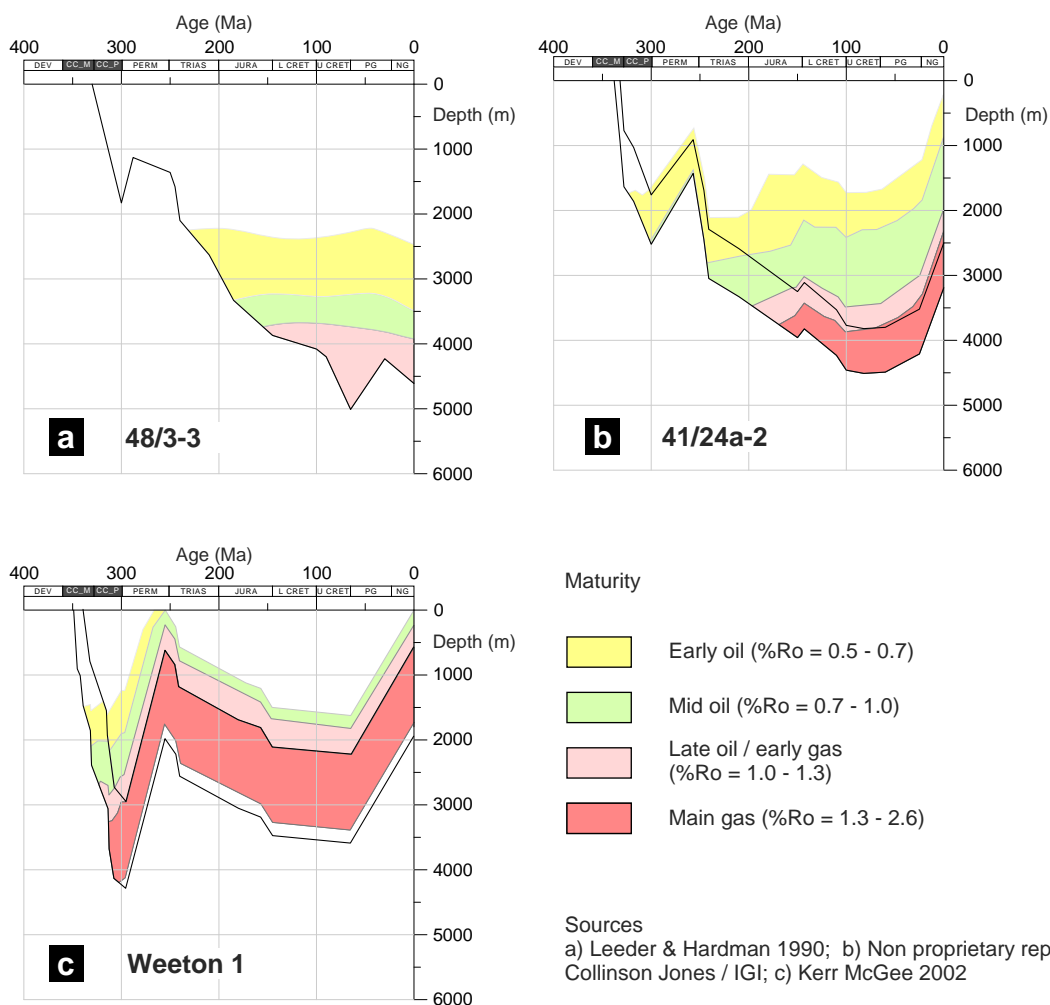 Age (Ma)
400 300 200 100 0
DEV CC_M CC_P PERM TRIAS JURA L CRET U CRET PG NG
0
Depth (m)
1000
2000
3000
4000
5000
6000
a 48/3-3
Age (Ma)
400 300 200 100 0
DEV CC_M CC_P PERM TRIAS JURA L CRET U CRET PG NG
0
Depth (m)
1000
2000
3000
4000
5000
6000
b 41/24a-2
Age (Ma)
400 300 200 100 0
DEV CC_M CC_P PERM TRIAS JURA L CRET U CRET PG NG
0
Depth (m)
1000
2000
3000
4000
5000
6000
c Weeton 1
Maturity
Early oil (%Ro = 0.5 - 0.7)
Mid oil (%Ro = 0.7 - 1.0)
Late oil / early gas
(%Ro = 1.0 - 1.3)
Main gas (%Ro = 1.3 - 2.6)
Sources
a) Leeder & Hardman 1990; b) Non proprietary rep
Collinson Jones / IGI; c) Kerr McGee 2002